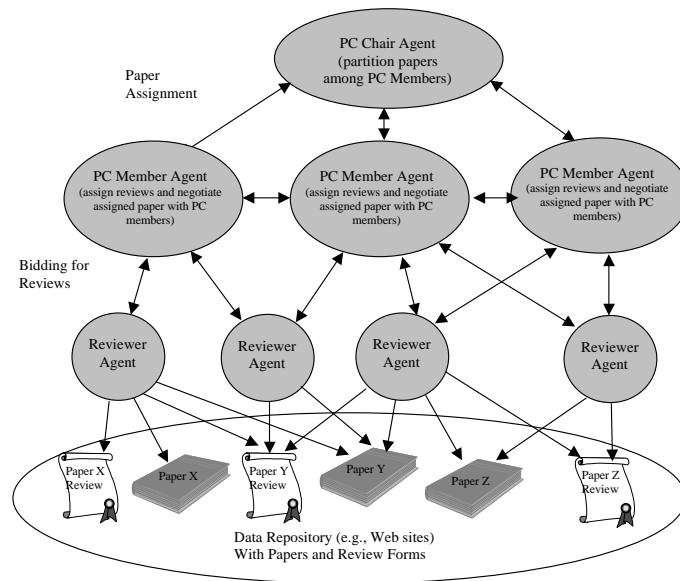 PC Chair Agent
(partition papers
among PC Members)
Paper
Assignment
PC Member Agent
(assign reviews and negotiate
assigned paper with PC
members)
PC Member Agent
(assign reviews and negotiate
assigned paper with PC
members)
PC Member Agent
(assign reviews and negotiate
assigned paper with PC
members)
Bidding for
Reviews
Reviewer
Agent
Reviewer
Agent
Reviewer
Agent
Reviewer
Agent
Paper X
Review
Paper X
Paper Y
Review
Paper Y
Paper Z
Paper Z
Review
Data Repository (e.g., Web sites)
With Papers and Review Forms